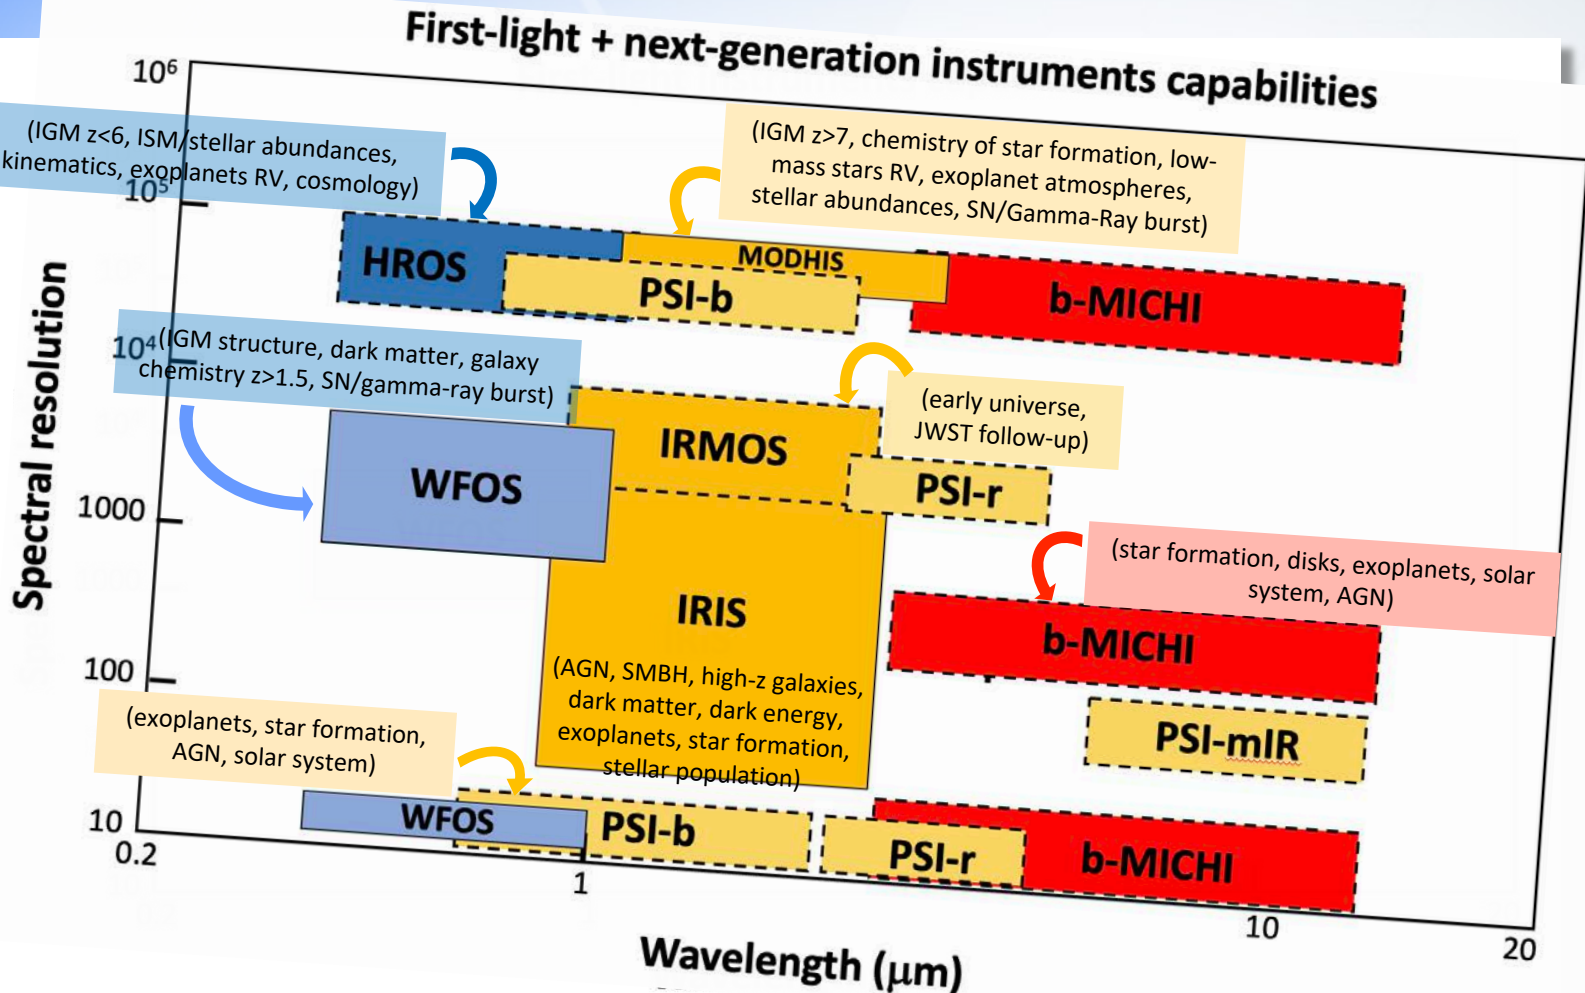 First-light + next-generation instruments capabilities
10⁶
(IGM z<6, ISM/stellar abundances,
kinematics, exoplanets RV, cosmology)
(IGM z>7, chemistry of star formation, low-
mass stars RV, exoplanet atmospheres,
stellar abundances, SN/Gamma-Ray burst)
10⁵
HROS
MODHIS
PSI-b
b-MICHI
10⁴
(IGM structure, dark matter, galaxy
chemistry z>1.5, SN/gamma-ray burst)
(early universe,
JWST follow-up)
IRMOS
WFOS
PSI-r
Spectral resolution
1000
(star formation, disks, exoplanets, solar
system, AGN)
IRIS
b-MICHI
(AGN, SMBH, high-z galaxies,
dark matter, dark energy,
exoplanets, star formation,
stellar population)
100
(exoplanets, star formation,
AGN, solar system)
PSI-mIR
10
WFOS
PSI-b
PSI-r
b-MICHI
0.2
1
10
20
Wavelength (μm)